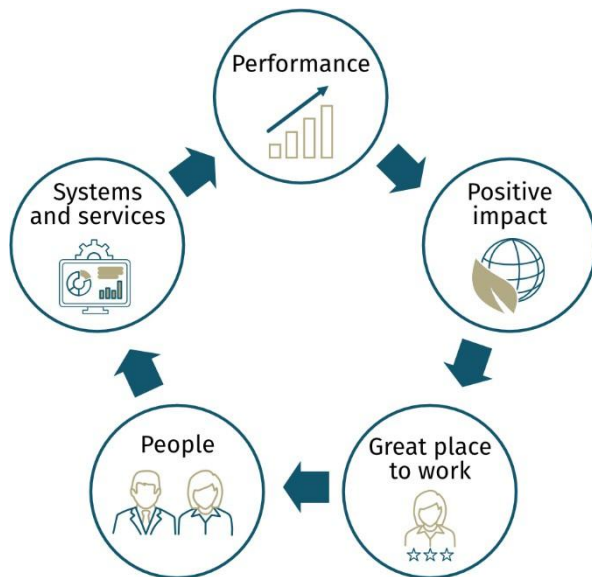 Performance
Positive
impact
Great place
to work
People
Systems
and services